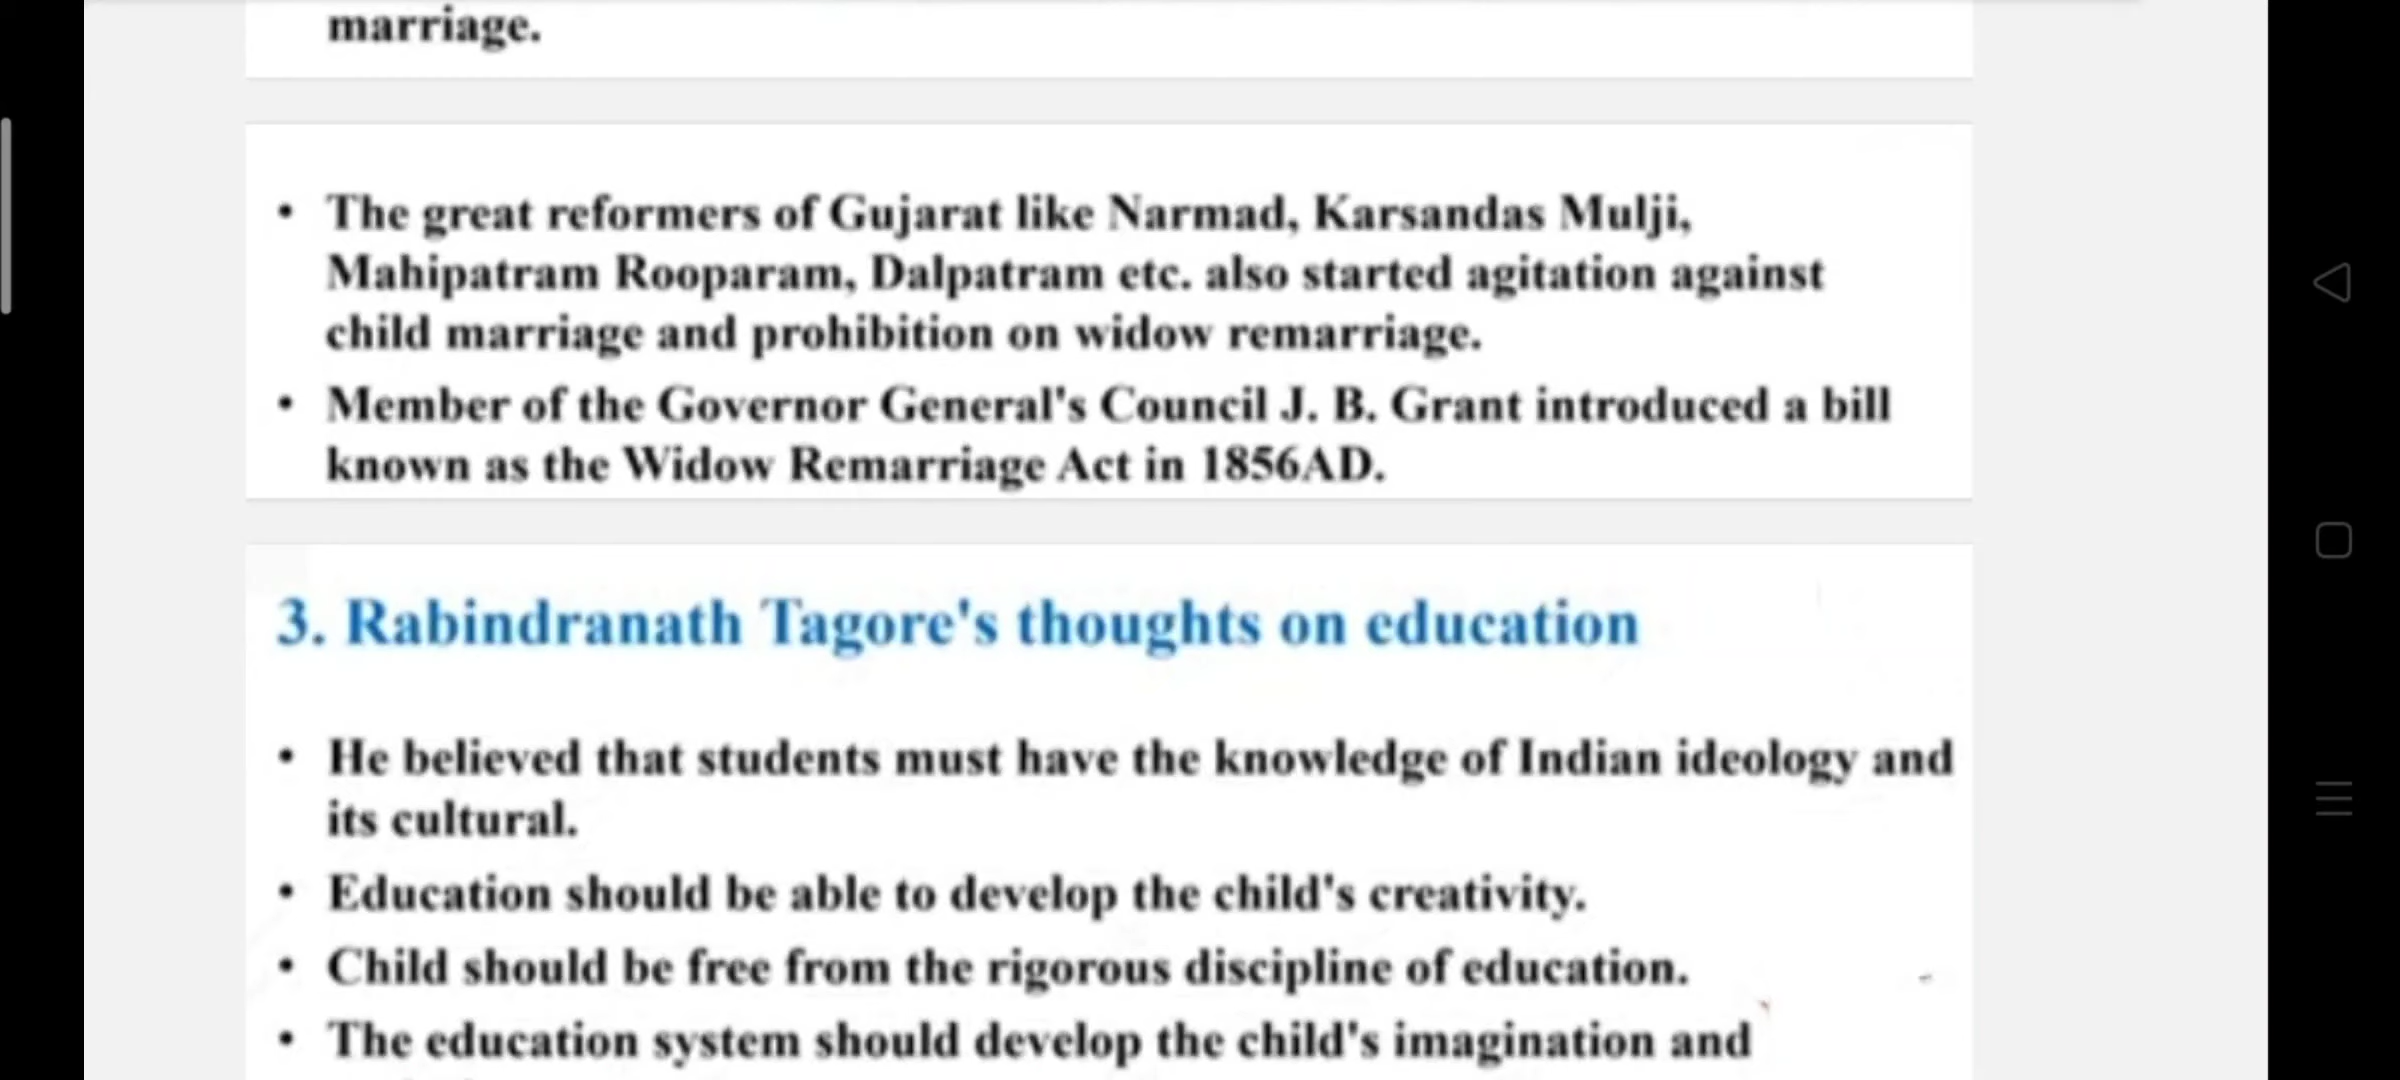 marriage.
• The great reformers of Gujarat like Narmad, Karsandas Mulji,
Mahipatram Rooparam, Dalpatram etc. also started agitation against
child marriage and prohibition on widow remarriage.
• Member of the Governor General's Council J. B. Grant introduced a bill
known as the Widow Remarriage Act in 1856AD.
3. Rabindranath Tagore's thoughts on education
• He believed that students must have the knowledge of Indian ideology and
its cultural.
• Education should be able to develop the child's creativity.
• Child should be free from the rigorous discipline of education.
• The education system should develop the child's imagination and